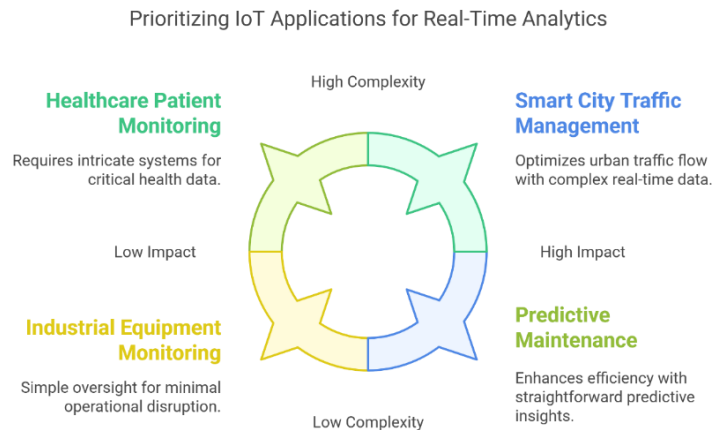 Prioritizing IoT Applications for Real-Time Analytics
High Complexity
Healthcare Patient
Monitoring
Requires intricate systems for
critical health data.
Smart City Traffic
Management
Optimizes urban traffic flow
with complex real-time data.
Low Impact
High Impact
Industrial Equipment
Monitoring
Simple oversight for minimal
operational disruption.
Predictive
Maintenance
Enhances efficiency with
straightforward predictive
insights.
Low Complexity